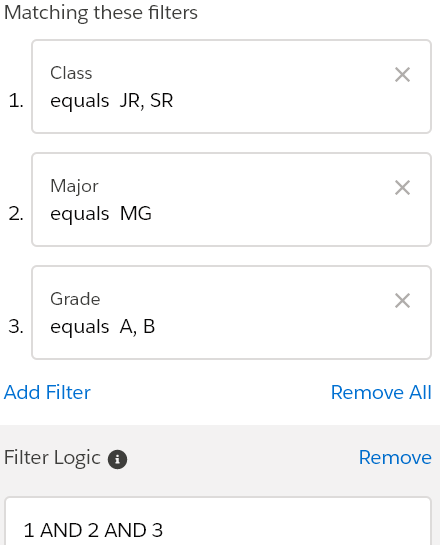 Matching these filters
Class
1. equals JR, SR
Major
2. equals MG
Grade
3. equals A, B
Add Filter Remove All
Filter Logic Remove
1 AND 2 AND 3